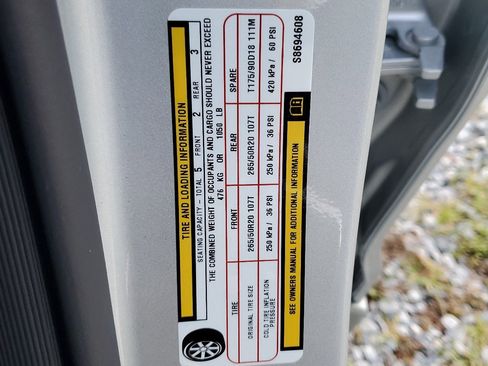 TIRE AND LOADING INFORMATION
SEATING CAPACITY - TOTAL 5 FRONT 2 REAR 3
THE COMBINED WEIGHT OF OCCUPANTS AND CARGO SHOULD NEVER EXCEED
476 KG OR 1050 LB
TIRE FRONT REAR SPARE
ORIGINAL TIRE SIZE 265/50R20 107T 265/50R20 107T T175/90D18 111M
COLD TIRE INFLATION PRESSURE 250 kPa / 36 PSI 250 kPa / 36 PSI 420 kPa / 60 PSI
SEE OWNERS MANUAL FOR ADDITIONAL INFORMATION
S8694608